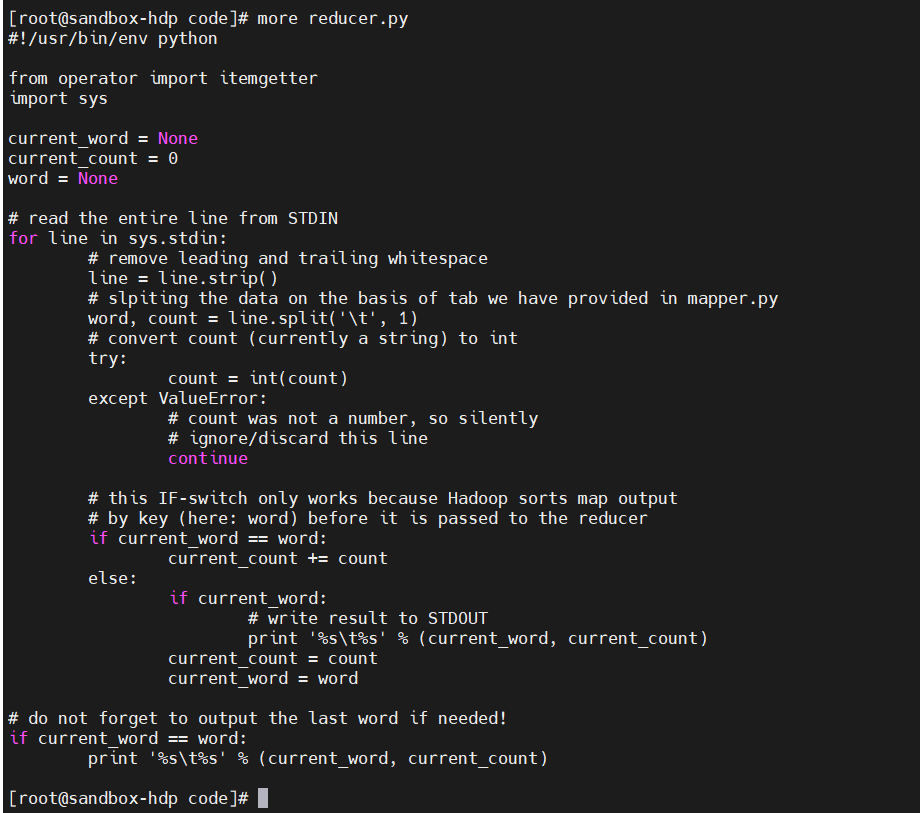 [root@sandbox-hdp code]# more reducer.py
#!/usr/bin/env python

from operator import itemgetter
import sys

current_word = None
current_count = 0
word = None

# read the entire line from STDIN
for line in sys.stdin:
        # remove leading and trailing whitespace
        line = line.strip()
        # slpiting the data on the basis of tab we have provided in mapper.py
        word, count = line.split('\t', 1)
        # convert count (currently a string) to int
        try:
                count = int(count)
        except ValueError:
                # count was not a number, so silently
                # ignore/discard this line
                continue

        # this IF-switch only works because Hadoop sorts map output
        # by key (here: word) before it is passed to the reducer
        if current_word == word:
                current_count += count
        else:
                if current_word:
                        # write result to STDOUT
                        print '%s\t%s' % (current_word, current_count)
                current_count = count
                current_word = word

# do not forget to output the last word if needed!
if current_word == word:
        print '%s\t%s' % (current_word, current_count)

[root@sandbox-hdp code]#